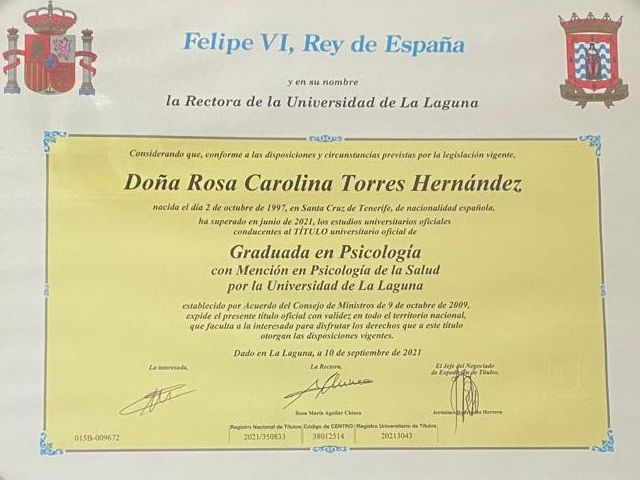 Felipe VI, Rey de España
y en su nombre
la Rectora de la Universidad de La Laguna
Considerando que, conforme a las disposiciones y circunstancias previstas por la legislación vigente,
Doña Rosa Carolina Torres Hernández
nacida el día 2 de octubre de 1997, en Santa Cruz de Tenerife, de nacionalidad española,
ha superado en junio de 2021, los estudios universitarios oficiales
conducentes al TÍTULO universitario oficial de
Graduada en Psicología
con Mención en Psicología de la Salud
por la Universidad de La Laguna
establecido por Acuerdo del Consejo de Ministros de 9 de octubre de 2009,
expide el presente título oficial con validez en todo el territorio nacional,
que faculta a la interesada para disfrutar los derechos que a este título
otorgan las disposiciones vigentes.
Dado en La Laguna, a 10 de septiembre de 2021
La interesada, La Rectora, El Jefe del Negociado
de Expedición de Títulos,
Rosa María Aguilar Chinea Jerónimo Herrera
Registro Nacional de Títulos Código de CENTRO Registro Universitario de Títulos
015B-009672 2021/350833 38012514 20213043